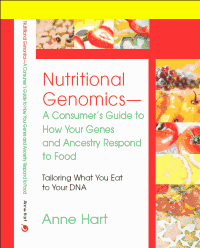 Nutritional Genomics—
A Consumer's Guide to
How Your Genes
and Ancestry Respond
to Food
Tailoring What You Eat
to Your DNA
Anne Hart
Nutritional Genomics—A Consumer's Guide to How Your Genes and Ancestry Respond to Food
Anne Hart